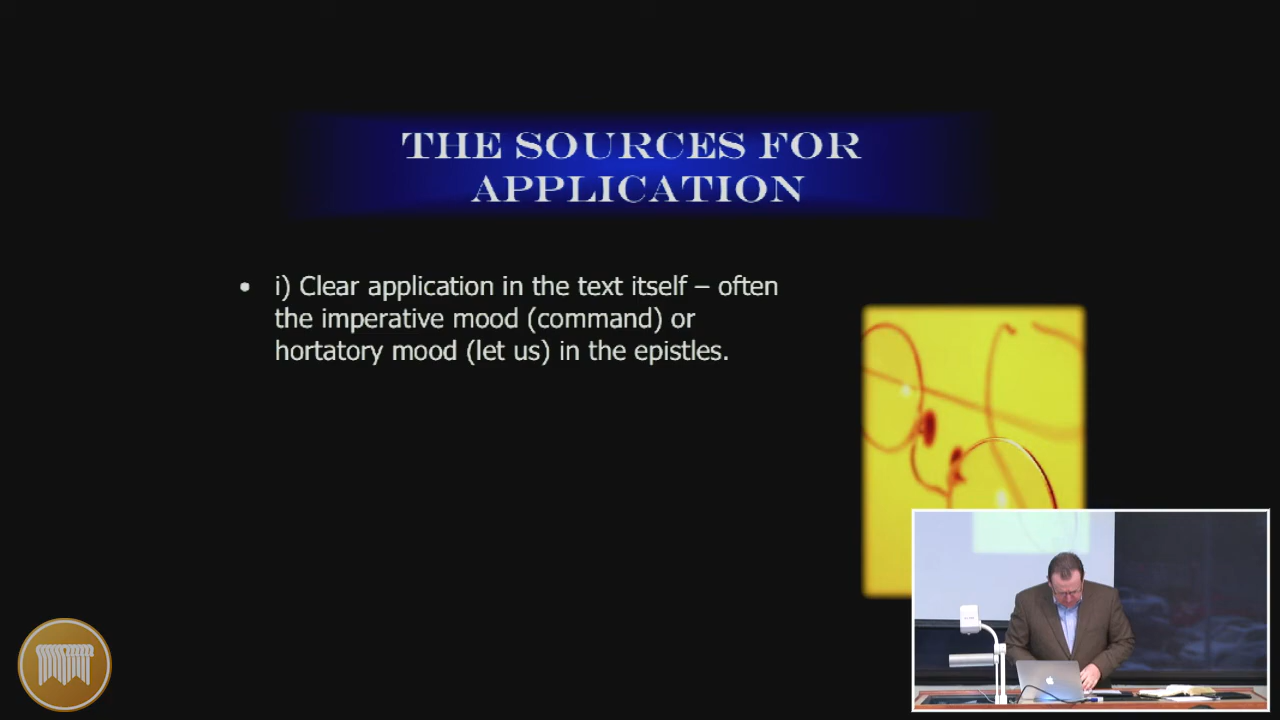 THE SOURCES FOR
APPLICATION
• i) Clear application in the text itself – often
the imperative mood (command) or
hortatory mood (let us) in the epistles.